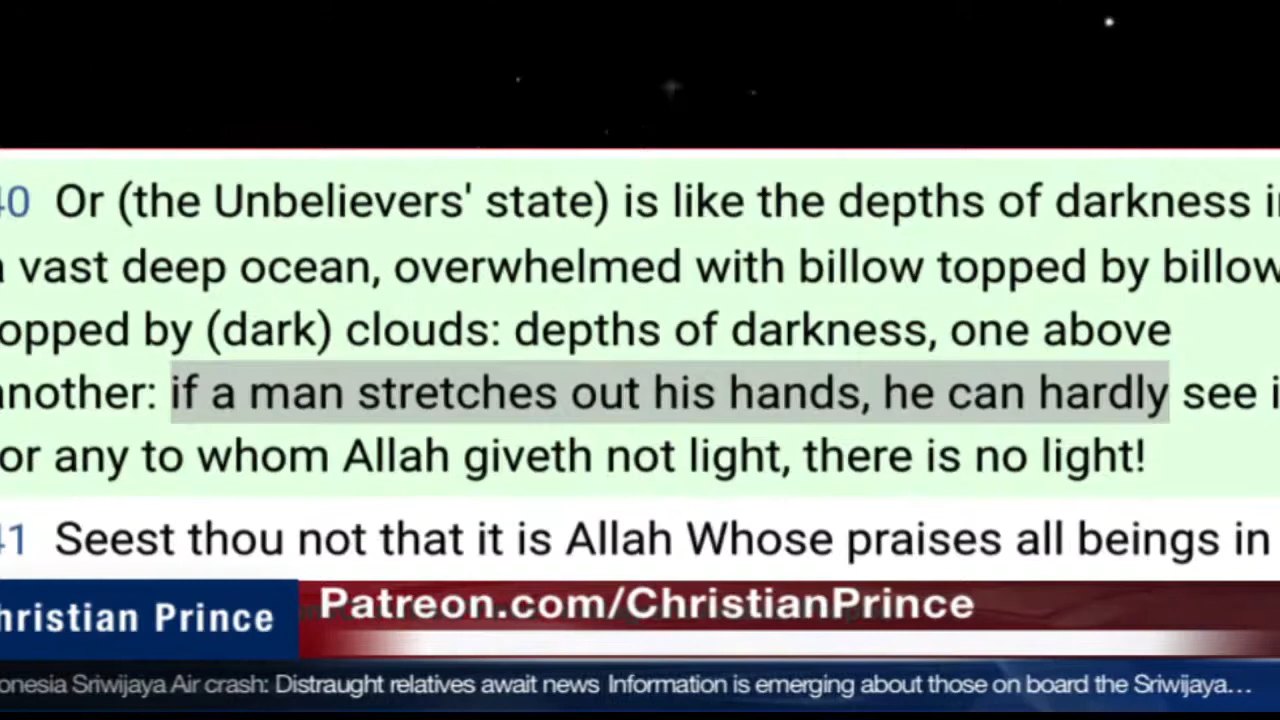 40 Or (the Unbelievers' state) is like the depths of darkness
vast deep ocean, overwhelmed with billow topped by billow
opped by (dark) clouds: depths of darkness, one above
another: if a man stretches out his hands, he can hardly see
or any to whom Allah giveth not light, there is no light!
41 Seest thou not that it is Allah Whose praises all beings in
hristian Prince
Patreon.com/ChristianPrince
onesia Sriwijaya Air crash: Distraught relatives await news Information is emerging about those on board the Sriwijaya...